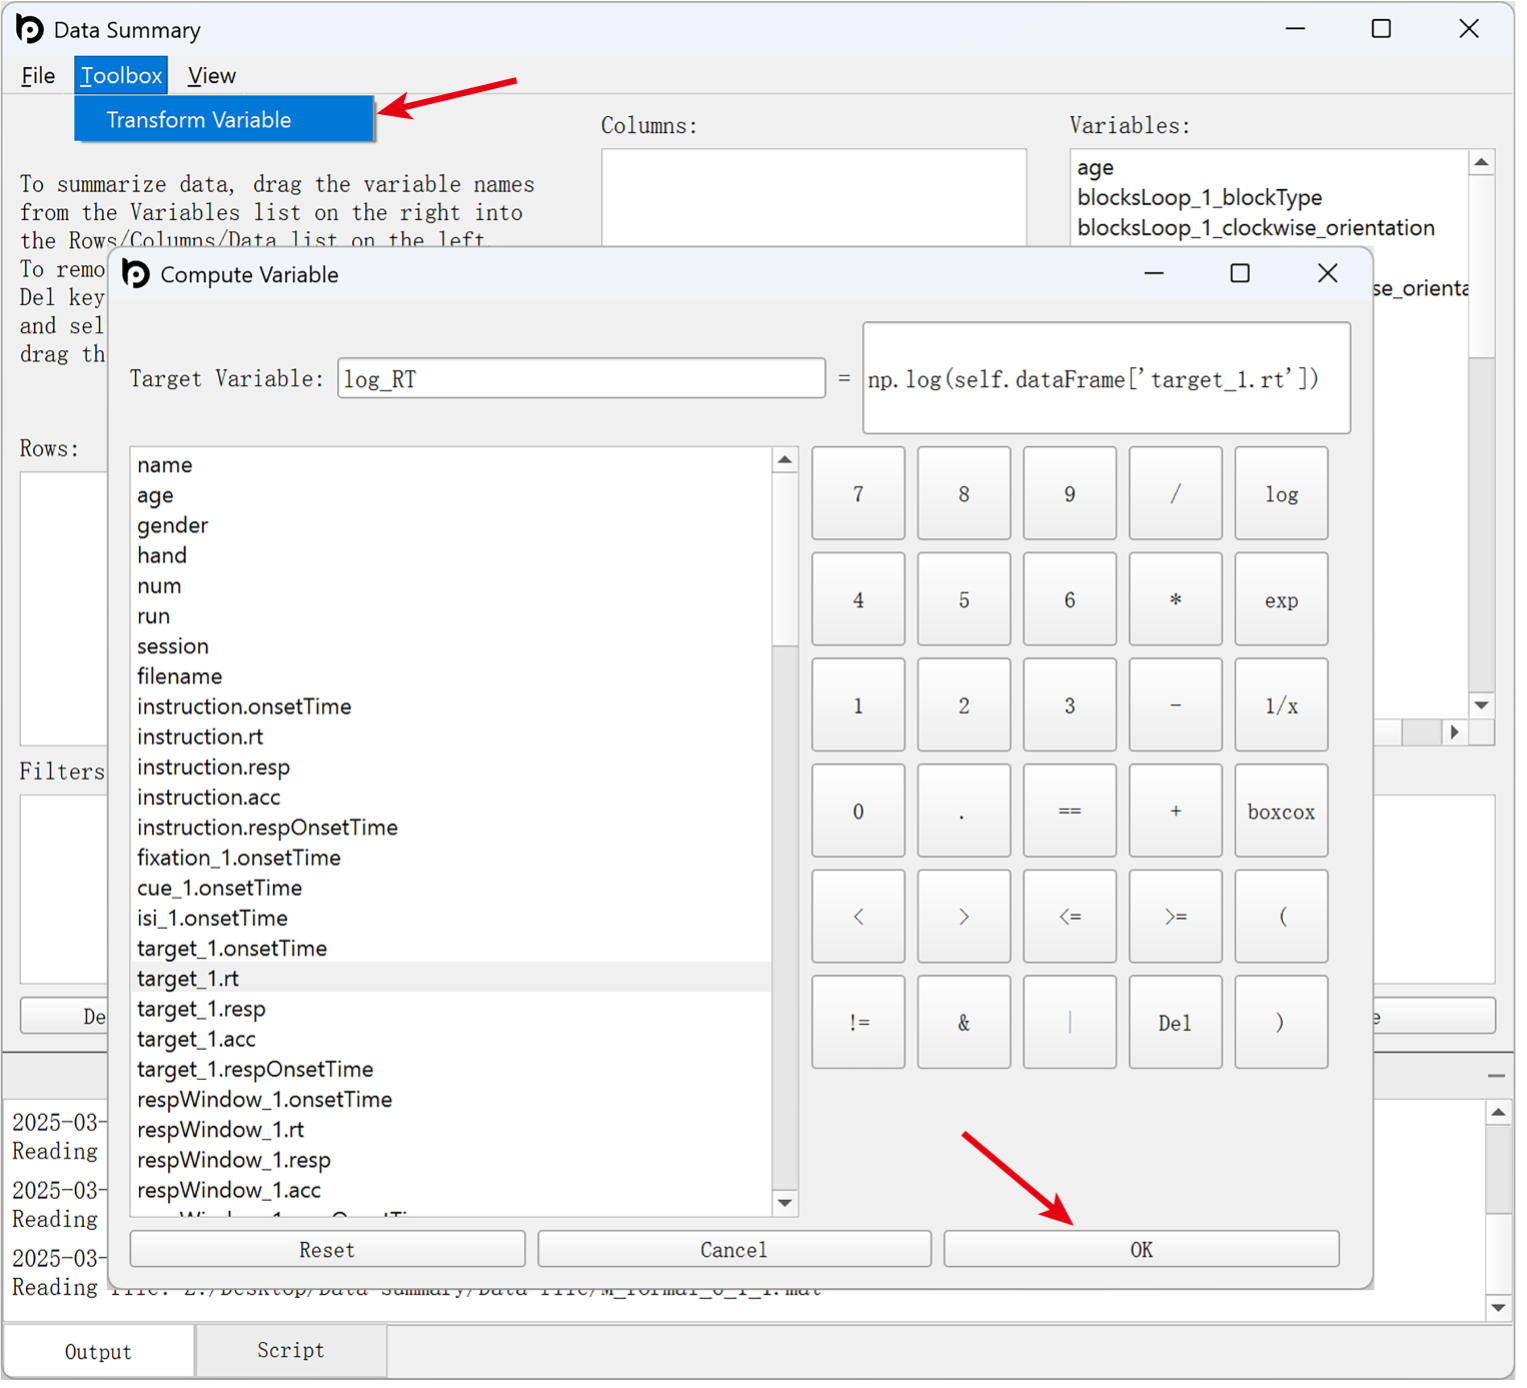 Data Summary
File Toolbox View
Transform Variable
Columns:
Variables:
To summarize data, drag the variable names
from the Variables list on the right into
the Rows/Columns/Data list on the left
To remo
Del key
and sel
drag th
age
blocksLoop_1_blockType
blocksLoop_1_clockwise_orientation
se_orienta
Compute Variable
Target Variable: log_RT = np.log(self.dataFrame['target_1.rt'])
Rows:
Filters
De
e
name
age
gender
hand
num
run
session
filename
instruction.onsetTime
instruction.rt
instruction.resp
instruction.acc
instruction.respOnsetTime
fixation_1.onsetTime
cue_1.onsetTime
isi_1.onsetTime
target_1.onsetTime
target_1.rt
target_1.resp
target_1.acc
target_1.respOnsetTime
respWindow_1.onsetTime
respWindow_1.rt
respWindow_1.resp
respWindow_1.acc
7 8 9 / log
4 5 6 * exp
1 2 3 - 1/x
0 . == + boxcox
< > <= >= (
!= & | Del )
Reset Cancel OK
2025-03-
Reading
2025-03-
Reading
2025-03-
Reading
Output Script